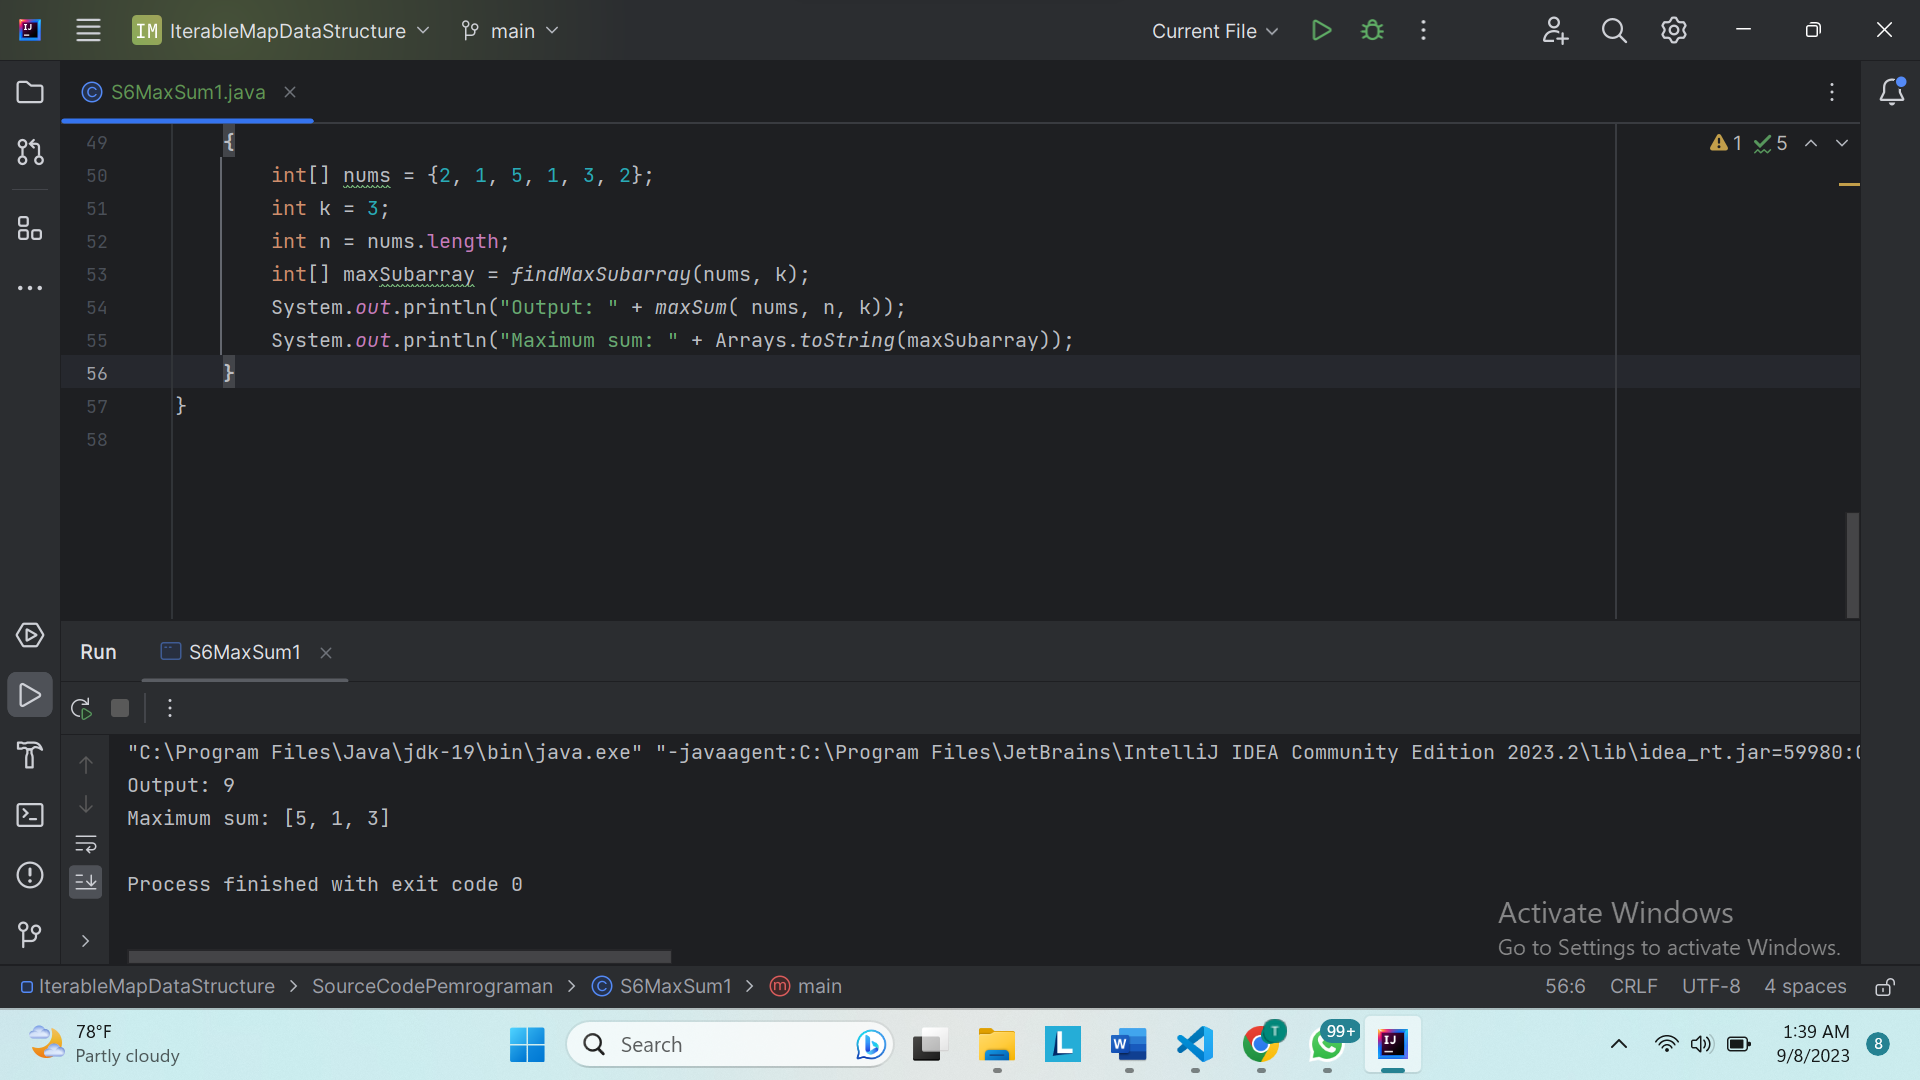 IM IterableMapDataStructure main Current File
S6MaxSum1.java
49 {
50 int[] nums = {2, 1, 5, 1, 3, 2};
51 int k = 3;
52 int n = nums.length;
53 int[] maxSubarray = findMaxSubarray(nums, k);
54 System.out.println("Output: " + maxSum( nums, n, k));
55 System.out.println("Maximum sum: " + Arrays.toString(maxSubarray));
56 }
57 }
58
1 5
Run S6MaxSum1
"C:\Program Files\Java\jdk-19\bin\java.exe" "-javaagent:C:\Program Files\JetBrains\IntelliJ IDEA Community Edition 2023.2\lib\idea_rt.jar=59980:
Output: 9
Maximum sum: [5, 1, 3]
Process finished with exit code 0
Activate Windows
Go to Settings to activate Windows.
IterableMapDataStructure > SourceCodePemrograman > S6MaxSum1 > main 56:6 CRLF UTF-8 4 spaces
78°F
Partly cloudy
Search
99+
1:39 AM
9/8/2023
8